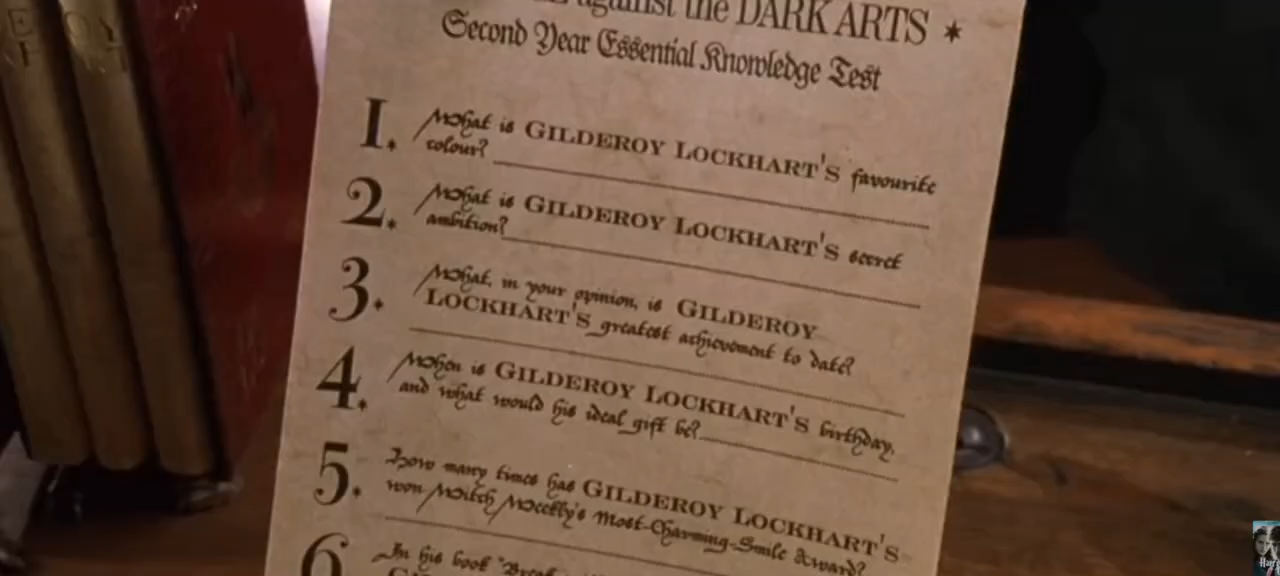 against the DARK ARTS
Second Year Essential Knowledge Test
1. What is GILDEROY LOCKHART'S favourite
colour?
2. What is GILDEROY LOCKHART'S secret
ambition?
3. What, in your opinion, is GILDEROY
LOCKHART'S greatest achievement to date?
4. When is GILDEROY LOCKHART'S birthday,
and what would his ideal gift be?
5. How many times has GILDEROY LOCKHART'S
won Witch Weekly's Most-Charming-Smile Award?
6. In his book "Break